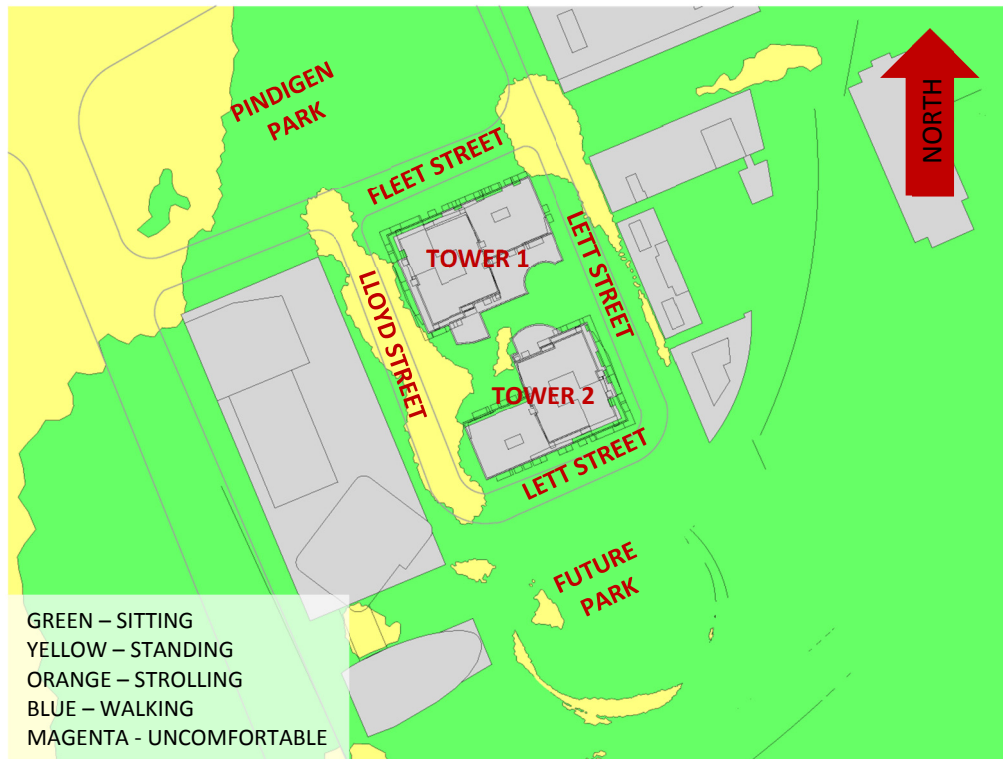 PINDIGEN
PARK
NORTH
FLEET STREET
TOWER 1
LETT STREET
LLOYD STREET
TOWER 2
LETT STREET
FUTURE
PARK
GREEN – SITTING
YELLOW – STANDING
ORANGE – STROLLING
BLUE – WALKING
MAGENTA - UNCOMFORTABLE